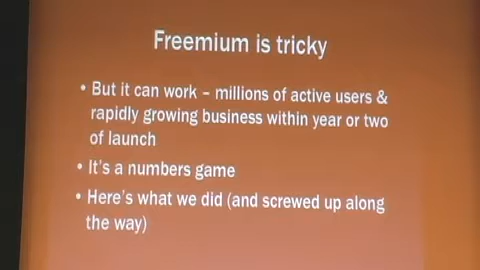 Freemium is tricky
• But it can work – millions of active users &
rapidly growing business within year or two
of launch
• It's a numbers game
• Here's what we did (and screwed up along
the way)